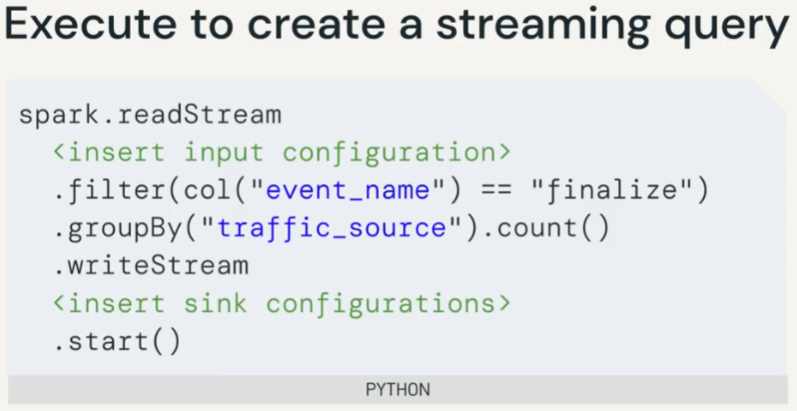 Execute to create a streaming query
spark.readStream
<insert input configuration>
.filter(col("event_name") == "finalize")
.groupBy("traffic_source").count()
.writeStream
<insert sink configurations>
.start()
PYTHON